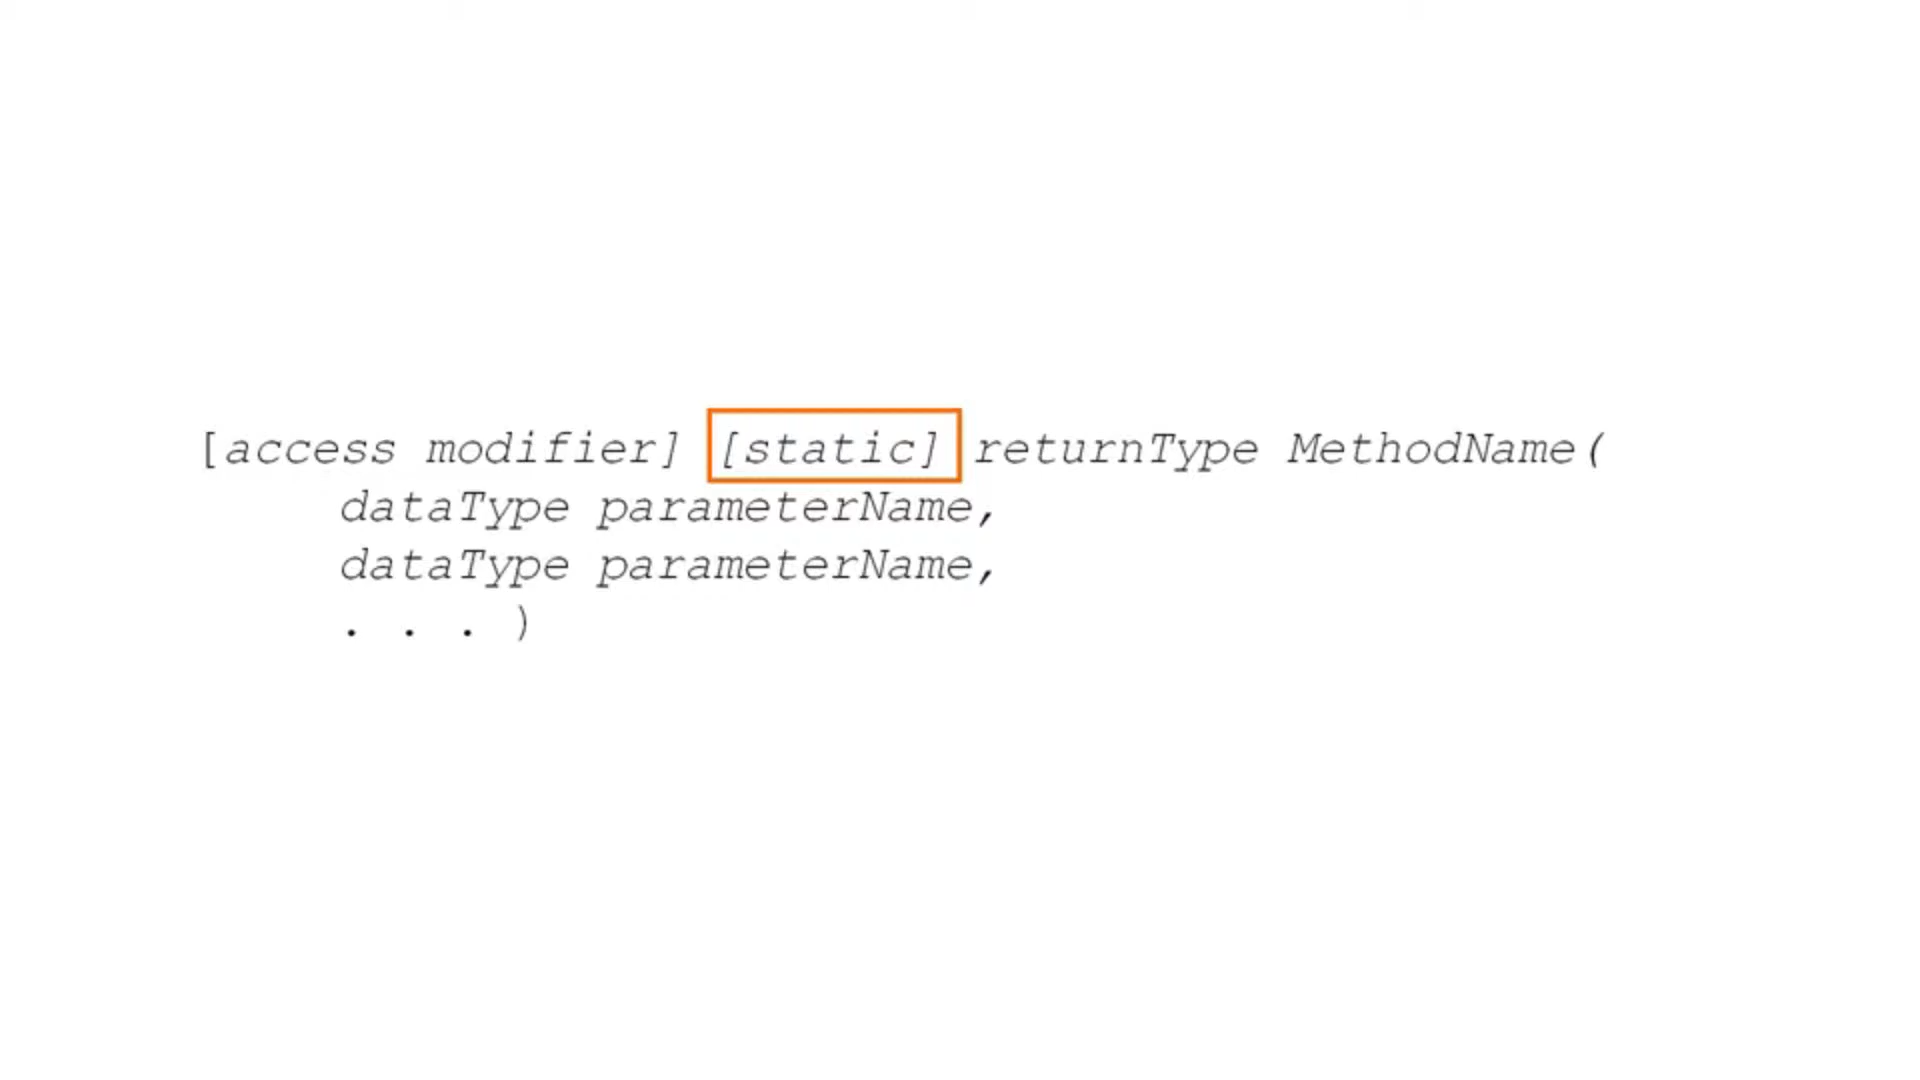 [access modifier] [static] returnType MethodName(
dataType parameterName,
dataType parameterName,
. . . )